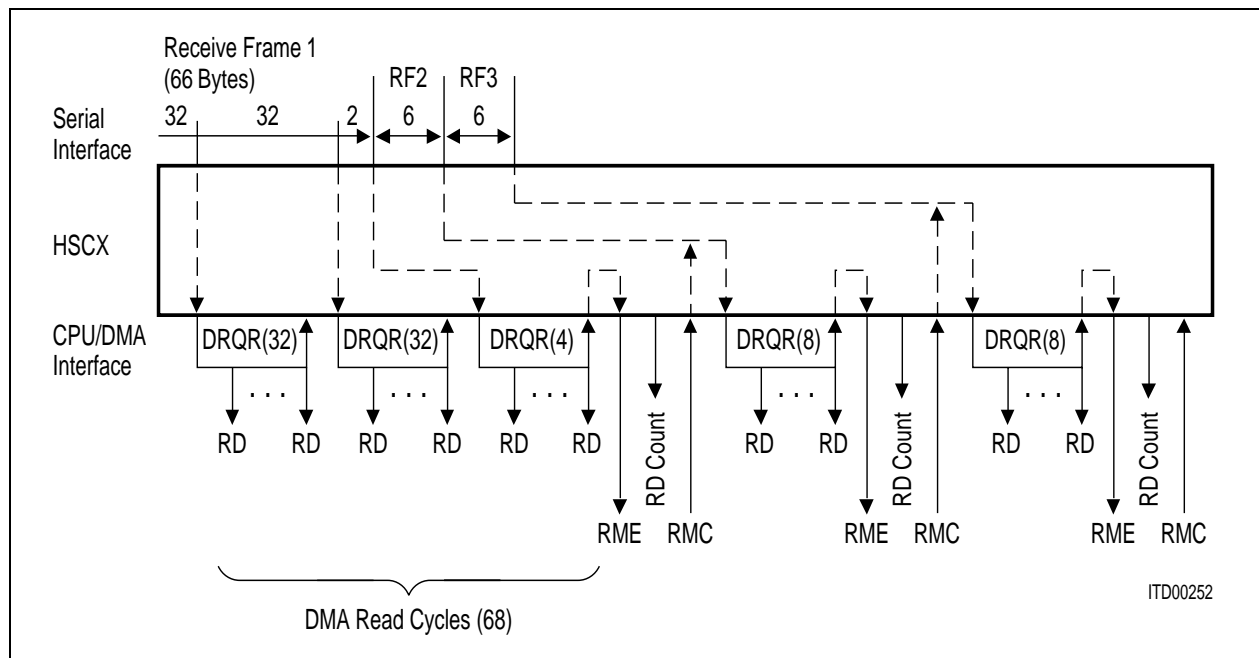 Receive Frame 1
(66 Bytes)
RF2 RF3
32 32 2 6 6
Serial
Interface
HSCX
CPU/DMA
Interface
DRQR(32) DRQR(32) DRQR(4) DRQR(8) DRQR(8)
. . . . . . . . . . . . . . .
RD RD RD RD RD RD RD Count RD RD RD Count RD RD RD Count
RME RMC RME RMC RME RMC
DMA Read Cycles (68)
ITD00252